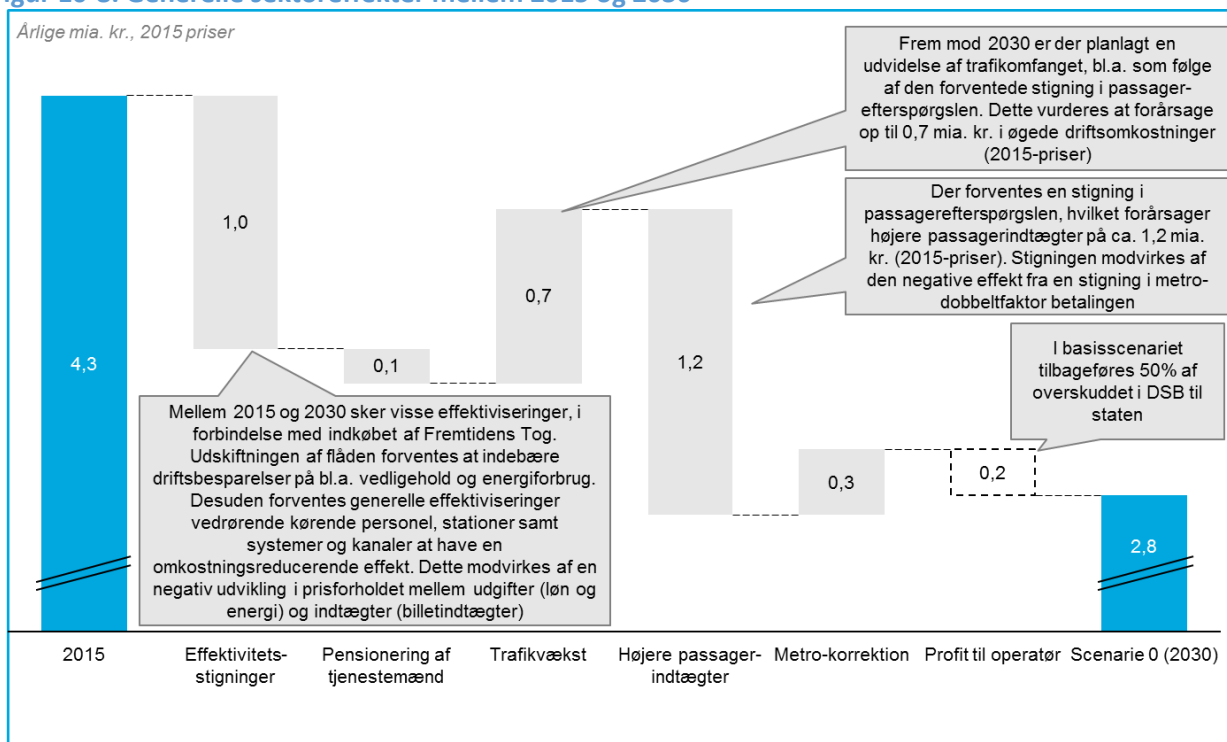 Årlige mia. kr., 2015 priser
Frem mod 2030 er der planlagt en
udvidelse af trafikomfanget, bl.a. som følge
af den forventede stigning i passager-
efterspørgslen. Dette vurderes at forårsage
op til 0,7 mia. kr. i øgede driftsomkostninger
(2015-priser)
Der forventes en stigning i
passagerefterspørgslen, hvilket forårsager
højere passagerindtægter på ca. 1,2 mia.
kr. (2015-priser). Stigningen modvirkes af
den negative effekt fra en stigning i metro-
dobbeltfaktor betalingen
I basisscenariet
tilbageføres 50% af
overskuddet i DSB til
staten
4,3
1,0
0,1
0,7
1,2
0,3
0,2
2,8
Mellem 2015 og 2030 sker visse effektiviseringer, i
forbindelse med indkøbet af Fremtidens Tog.
Udskiftningen af flåden forventes at indebære
driftsbesparelser på bl.a. vedligehold og energiforbrug.
Desuden forventes generelle effektiviseringer
vedrørende kørende personel, stationer samt
systemer og kanaler at have en
omkostningsreducerende effekt. Dette modvirkes af en
negativ udvikling i prisforholdet mellem udgifter (løn og
energi) og indtægter (billetindtægter)
2015
Effektivitets-
stigninger
Pensionering af
tjenestemænd
Trafikvækst
Højere passager-
indtægter
Metro-korrektion
Profit til operatør
Scenarie 0 (2030)